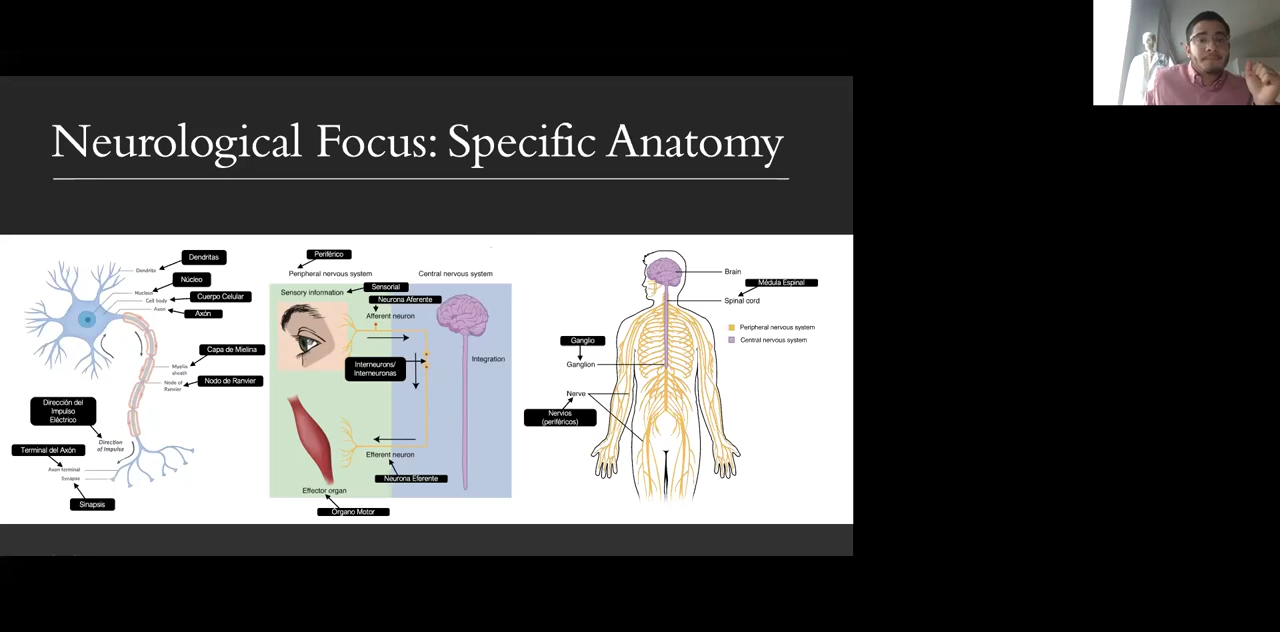 Neurological Focus: Specific Anatomy
Dendritas
Dendrite
Núcleo
Nucleus
Cuerpo Celular
Cell body
Axón
Axon
Capa de Mielina
Myelin
sheath
Nodo de Ranvier
Node of
Ranvier
Dirección del
Impulso
Eléctrico
Direction
of Impulse
Terminal del Axón
Axon terminal
Synapse
Sinapsis
Periférico
Peripheral nervous system
Central nervous system
Sensorial
Sensory information
Neurona Aferente
Afferent neuron
Interneurons/
Interneuronas
Integration
Efferent neuron
Neurona Eferente
Effector organ
Órgano Motor
Brain
Médula Espinal
Spinal cord
Peripheral nervous system
Central nervous system
Ganglio
Ganglion
Nerve
Nervios
(periféricos)